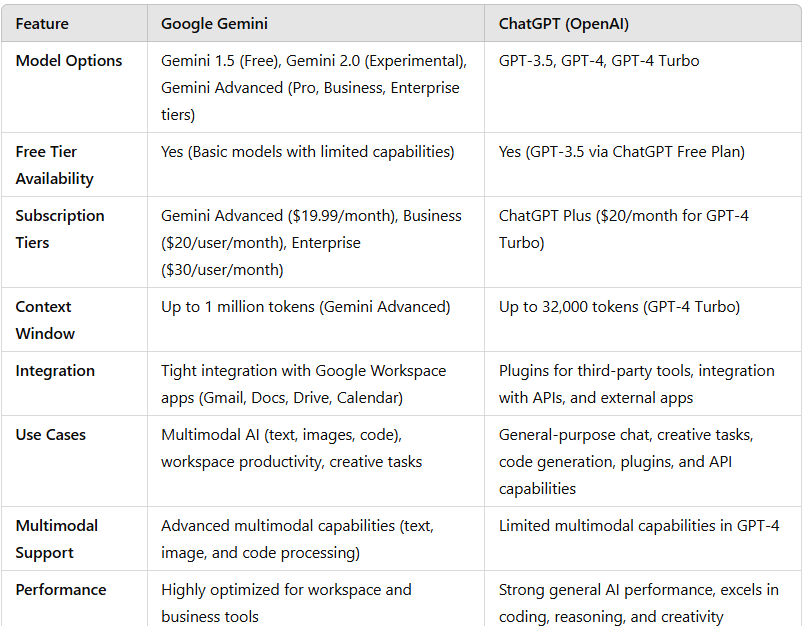 Feature Google Gemini ChatGPT (OpenAI)
Model Options Gemini 1.5 (Free), Gemini 2.0 (Experimental), GPT-3.5, GPT-4, GPT-4 Turbo
Gemini Advanced (Pro, Business, Enterprise
tiers)
Free Tier Yes (Basic models with limited capabilities) Yes (GPT-3.5 via ChatGPT Free Plan)
Availability
Subscription Gemini Advanced ($19.99/month), Business ChatGPT Plus ($20/month for GPT-4
Tiers ($20/user/month), Enterprise Turbo)
($30/user/month)
Context Up to 1 million tokens (Gemini Advanced) Up to 32,000 tokens (GPT-4 Turbo)
Window
Integration Tight integration with Google Workspace Plugins for third-party tools, integration
apps (Gmail, Docs, Drive, Calendar) with APIs, and external apps
Use Cases Multimodal AI (text, images, code), General-purpose chat, creative tasks,
workspace productivity, creative tasks code generation, plugins, and API
capabilities
Multimodal Advanced multimodal capabilities (text, Limited multimodal capabilities in GPT-4
Support image, and code processing)
Performance Highly optimized for workspace and Strong general AI performance, excels in
business tools coding, reasoning, and creativity